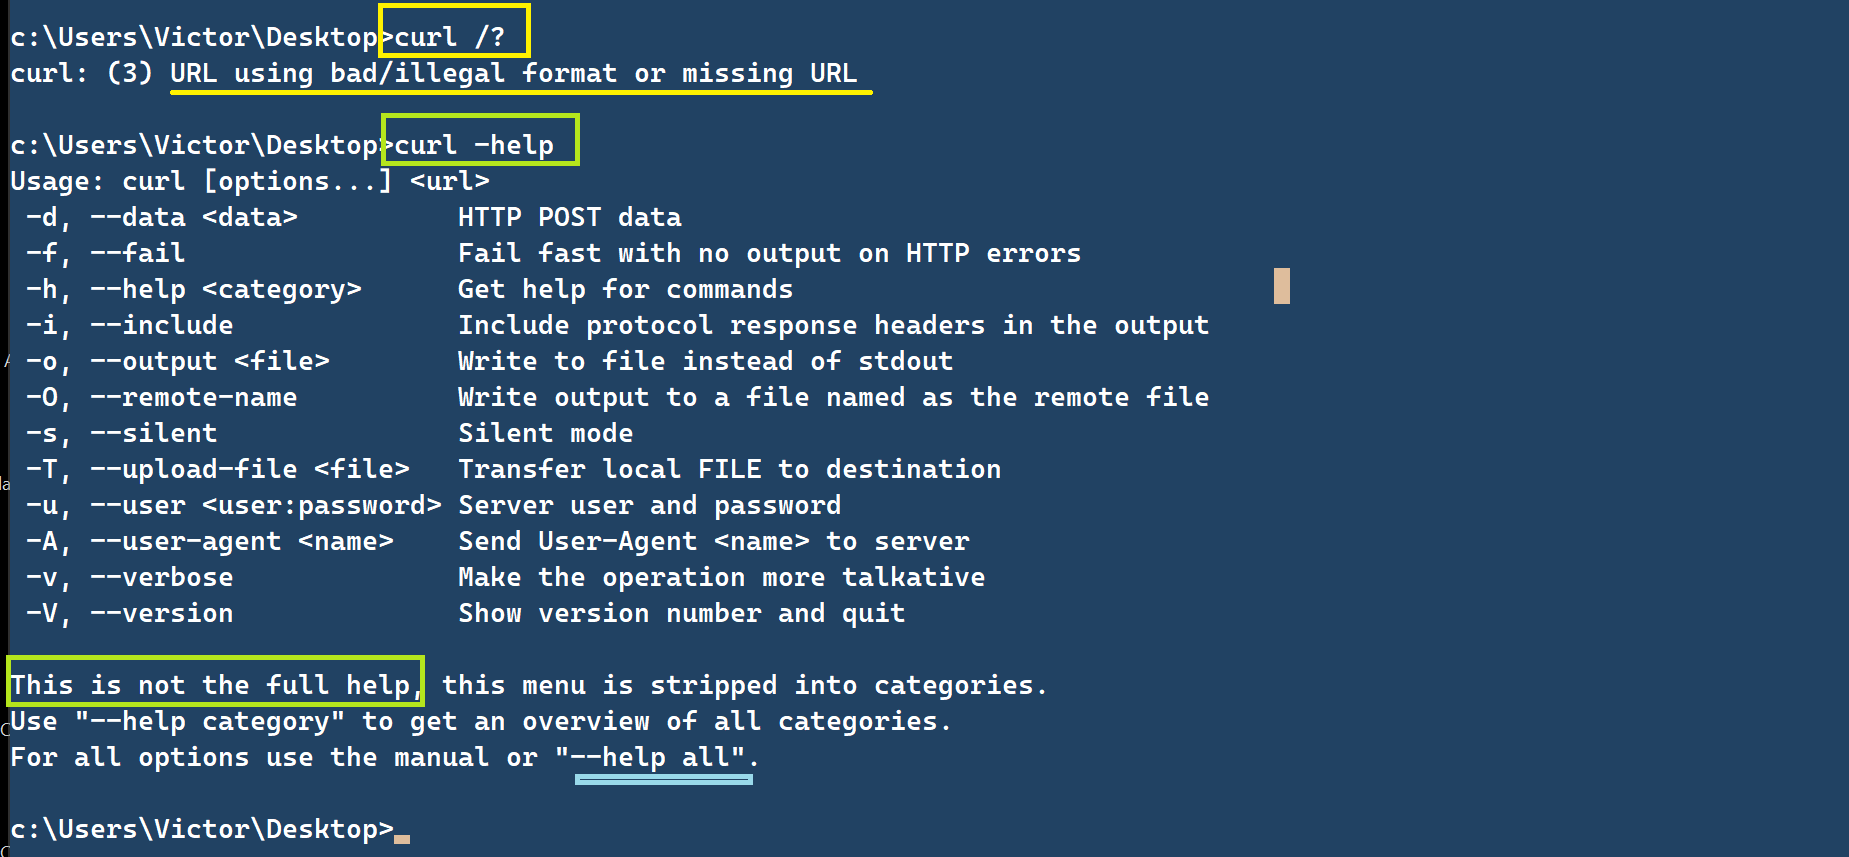 c:\Users\Victor\Desktop>curl /?
curl: (3) URL using bad/illegal format or missing URL
c:\Users\Victor\Desktop>curl -help
Usage: curl [options...] <url>
-d, --data <data> HTTP POST data
-f, --fail Fail fast with no output on HTTP errors
-h, --help <category> Get help for commands
-i, --include Include protocol response headers in the output
-o, --output <file> Write to file instead of stdout
-O, --remote-name Write output to a file named as the remote file
-s, --silent Silent mode
-T, --upload-file <file> Transfer local FILE to destination
-u, --user <user:password> Server user and password
-A, --user-agent <name> Send User-Agent <name> to server
-v, --verbose Make the operation more talkative
-V, --version Show version number and quit
This is not the full help, this menu is stripped into categories.
Use "--help category" to get an overview of all categories.
For all options use the manual or "--help all".
c:\Users\Victor\Desktop>